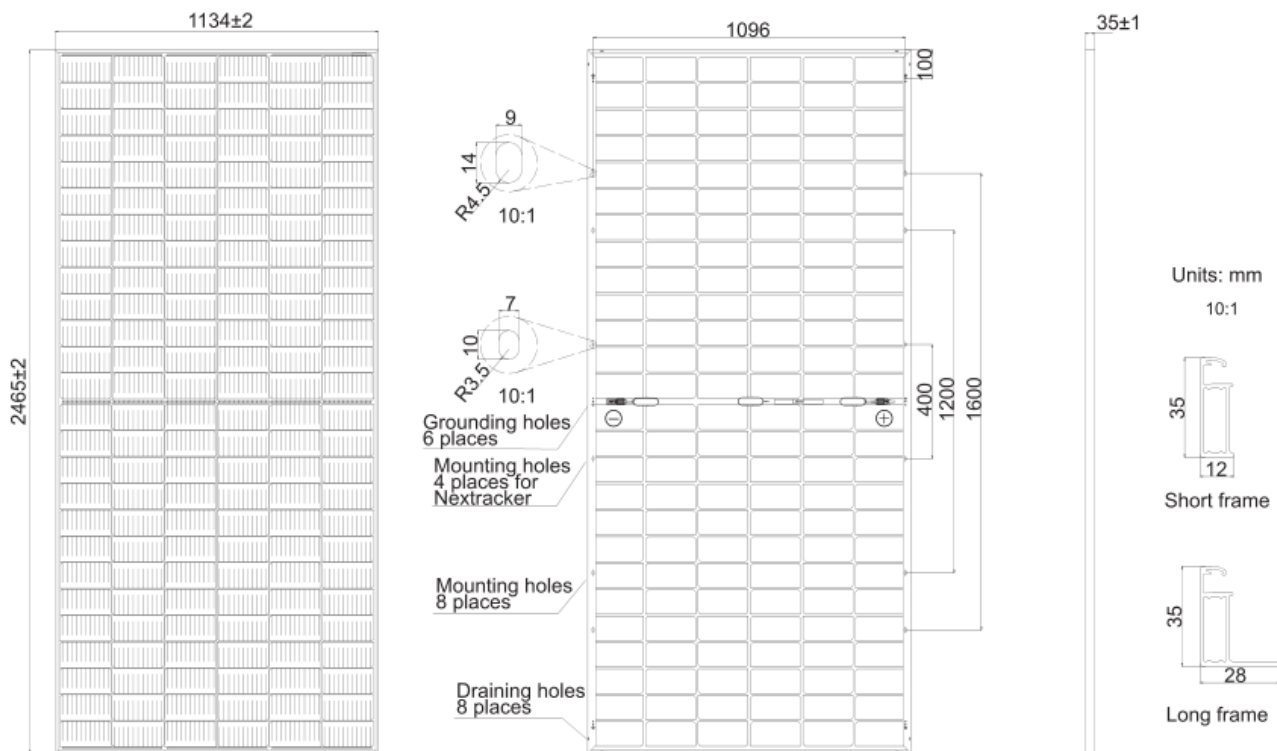 1134±2
2465±2
1096
100
9
14
R4.5
10:1
7
10
R3.5
10:1
400
1200
1600
Grounding holes
6 places
Mounting holes
4 places for
Nextracker
Mounting holes
8 places
Draining holes
8 places
35±1
Units: mm
10:1
35
12
Short frame
35
28
Long frame